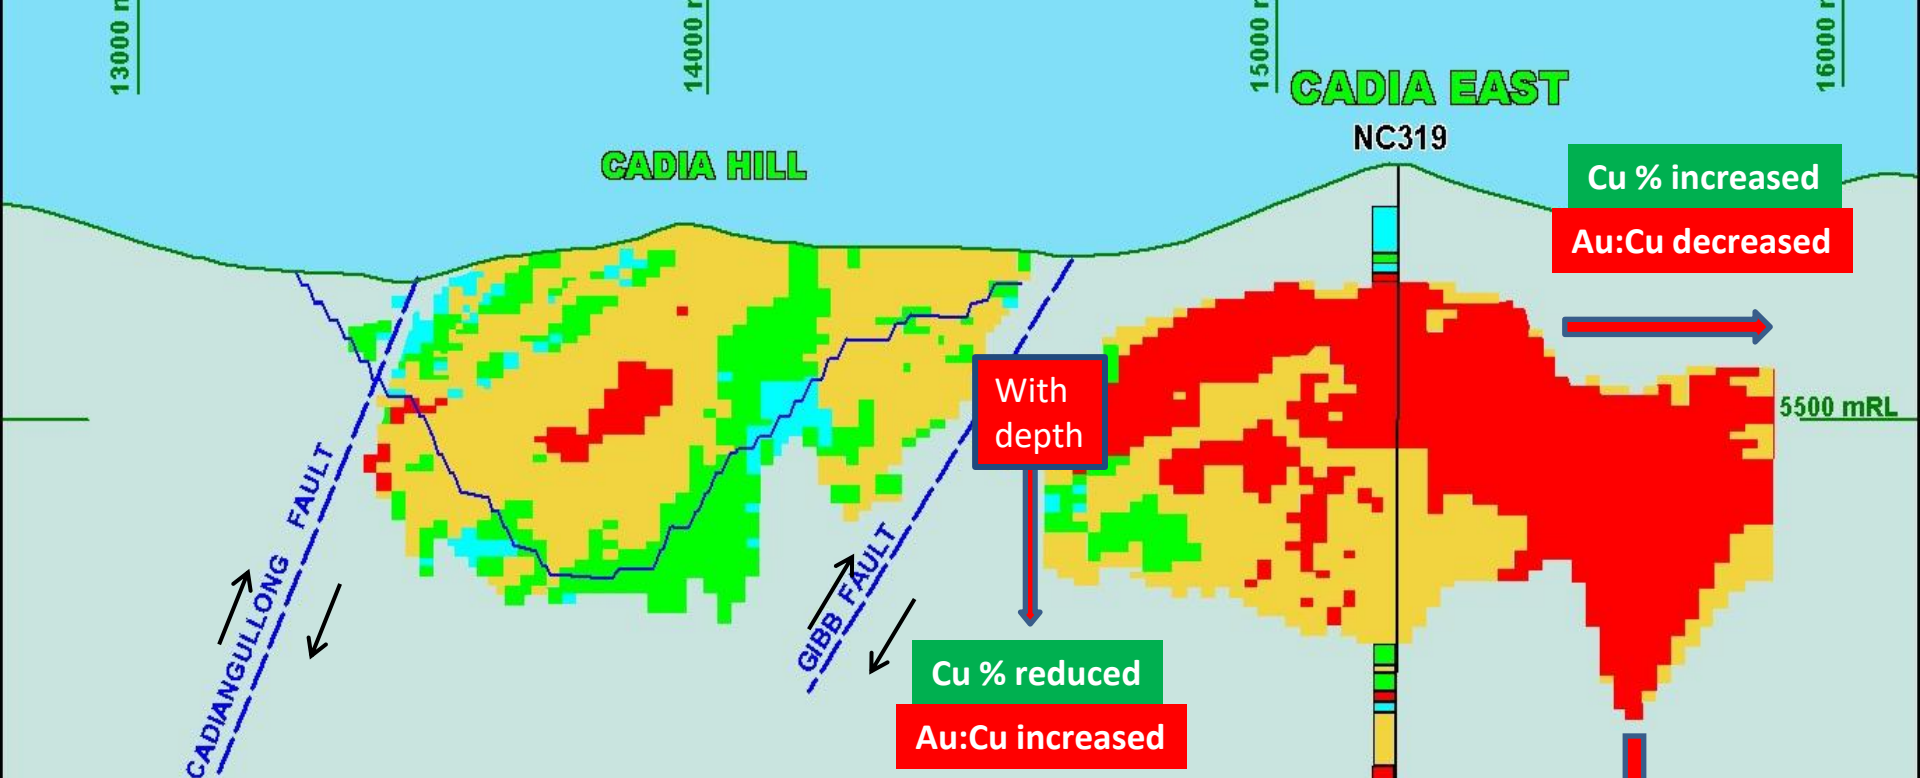 13000 m
14000 m
15000 m
16000 m
CADIA EAST
NC319
CADIA HILL
Cu % increased
Au:Cu decreased
With
depth
5500 mRL
CADIANGULLONG FAULT
GIBB FAULT
Cu % reduced
Au:Cu increased